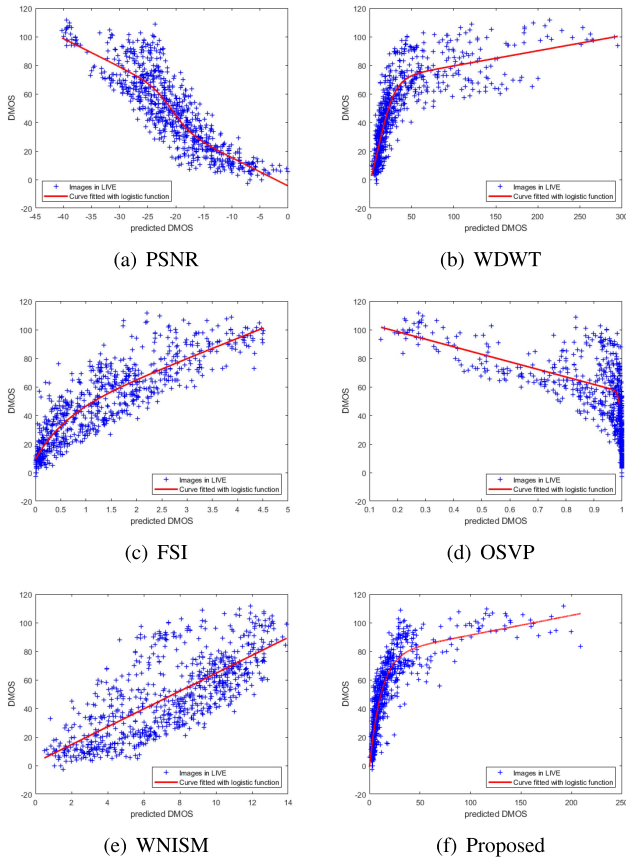 120
100
80
60
40
20
0
-20
DMOS
Images in LIVE
Curve fitted with logistic function
-45 -40 -35 -30 -25 -20 -15 -10 -5 0
predicted DMOS
(a) PSNR
120
100
80
60
40
20
0
-20
DMOS
Images in LIVE
Curve fitted with logistic function
0 50 100 150 200 250 300
predicted DMOS
(b) WDWT
120
100
80
60
40
20
0
-20
DMOS
Images in LIVE
Curve fitted with logistic function
0 0.5 1 1.5 2 2.5 3 3.5 4 4.5 5
predicted DMOS
(c) FSI
120
100
80
60
40
20
0
-20
DMOS
Images in LIVE
Curve fitted with logistic function
0.1 0.2 0.3 0.4 0.5 0.6 0.7 0.8 0.9 1
predicted DMOS
(d) OSVP
120
100
80
60
40
20
0
-20
DMOS
Images in LIVE
Curve fitted with logistic function
0 2 4 6 8 10 12 14
predicted DMOS
(e) WNISM
120
100
80
60
40
20
0
-20
DMOS
Images in LIVE
Curve fitted with logistic function
0 50 100 150 200 250
predicted DMOS
(f) Proposed